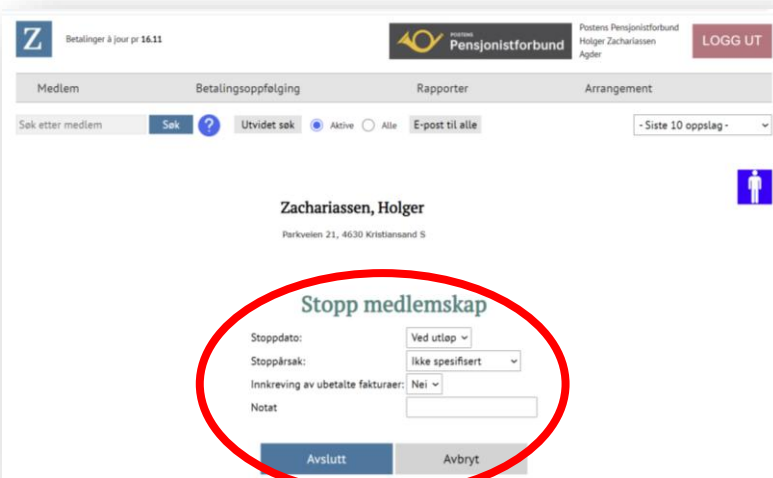 Z
Betalinger à jour pr 16.11
POSTENS
Pensjonistforbund
Postens Pensjonistforbund
Holger Zachariassen
Agder
LOGG UT
Medlem Betalingsoppfølging Rapporter Arrangement
Søk etter medlem Søk ? Utvidet søk Aktive Alle E-post til alle - Siste 10 oppslag -
Zachariassen, Holger
Parkveien 21, 4630 Kristiansand S
Stopp medlemskap
Stoppdato: Ved utløp
Stoppårsak: Ikke spesifisert
Innkreving av ubetalte fakturaer: Nei
Notat
Avslutt Avbryt